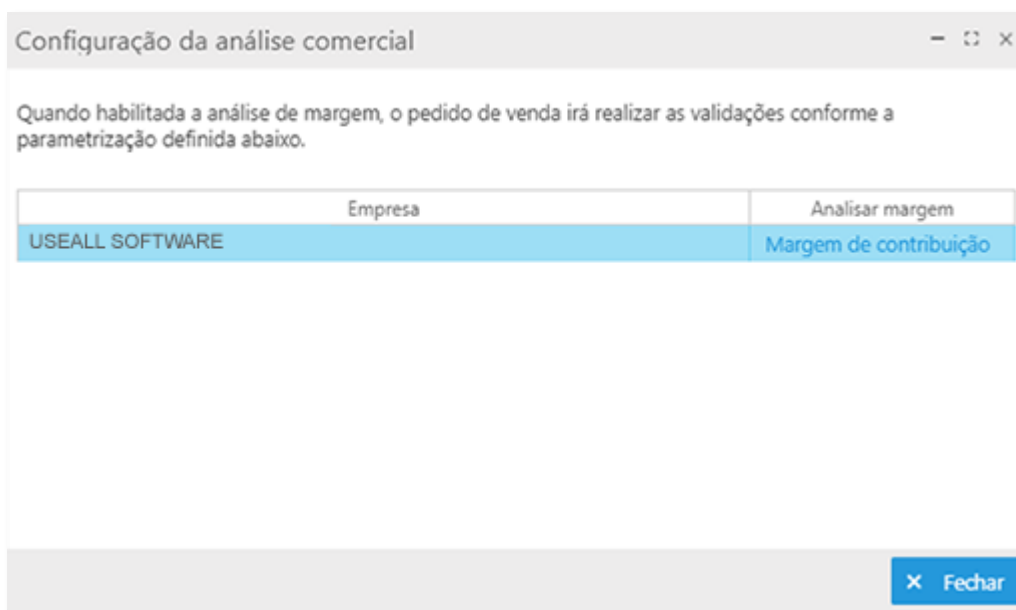 Configuração da análise comercial
Quando habilitada a análise de margem, o pedido de venda irá realizar as validações conforme a
parametrização definida abaixo.
Empresa Analisar margem
USEALL SOFTWARE Margem de contribuição
Fechar